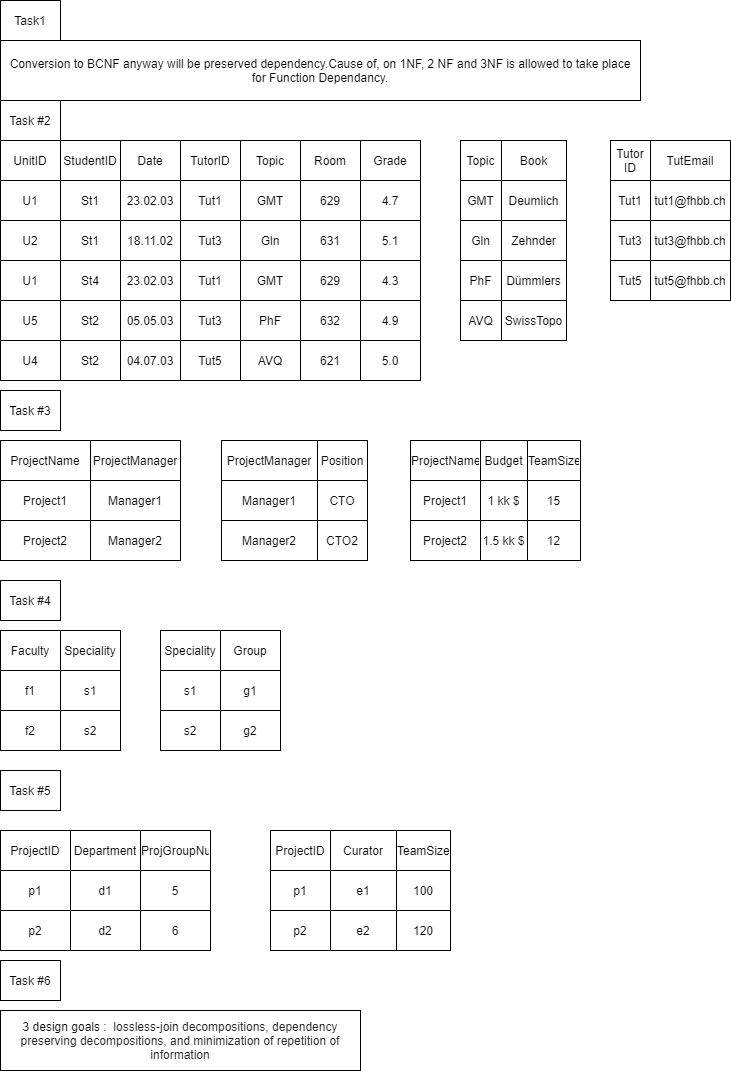 Task1
Conversion to BCNF anyway will be preserved dependency.Cause of, on 1NF, 2 NF and 3NF is allowed to take place
for Function Dependancy.
Task #2
UnitID StudentID Date TutorID Topic Room Grade
U1 St1 23.02.03 Tut1 GMT 629 4.7
U2 St1 18.11.02 Tut3 Gln 631 5.1
U1 St4 23.02.03 Tut1 GMT 629 4.3
U5 St2 05.05.03 Tut3 PhF 632 4.9
U4 St2 04.07.03 Tut5 AVQ 621 5.0
Topic Book
GMT Deumlich
Gln Zehnder
PhF Dümmlers
AVQ SwissTopo
Tutor
ID TutEmail
Tut1 tut1@fhbb.ch
Tut3 tut3@fhbb.ch
Tut5 tut5@fhbb.ch
Task #3
ProjectName ProjectManager
Project1 Manager1
Project2 Manager2
ProjectManager Position
Manager1 CTO
Manager2 CTO2
ProjectName Budget TeamSize
Project1 1 kk $ 15
Project2 1.5 kk $ 12
Task #4
Faculty Speciality
f1 s1
f2 s2
Speciality Group
s1 g1
s2 g2
Task #5
ProjectID Department ProjGroupNu
p1 d1 5
p2 d2 6
ProjectID Curator TeamSize
p1 e1 100
p2 e2 120
Task #6
3 design goals : lossless-join decompositions, dependency
preserving decompositions, and minimization of repetition of
information